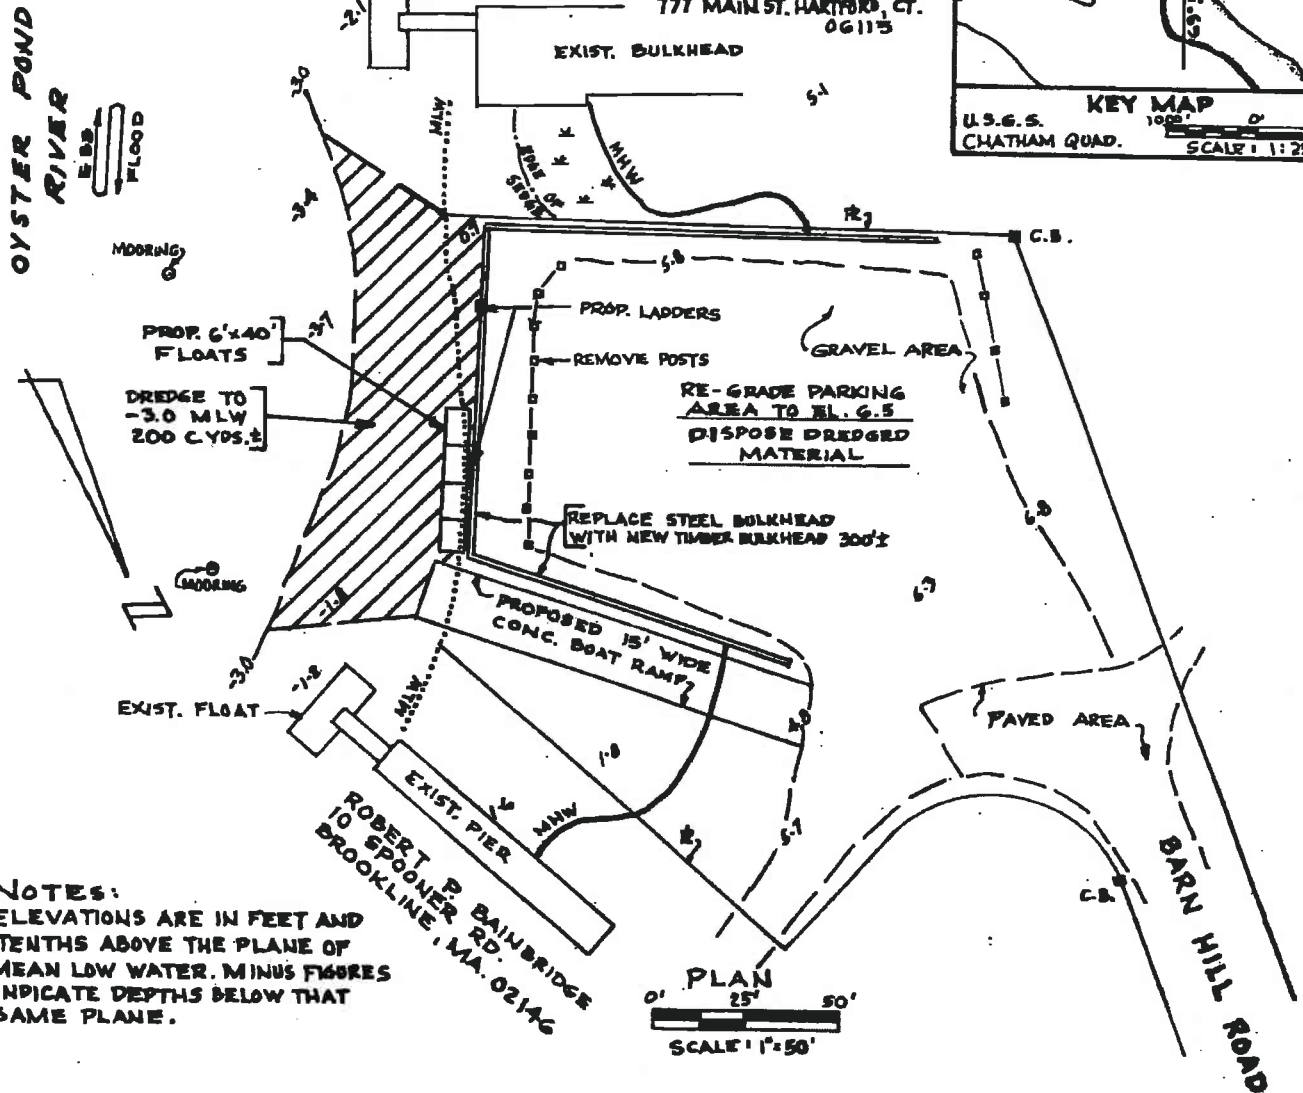 777 MAIN ST. HARTFORD, CT.
06115
-2.1
EXIST. BULKHEAD
OYSTER POND
RIVER
EBB
FLOOD
KEY MAP
U.S.G.S.
CHATHAM QUAD.
1000' 0'
SCALE: 1:25
5.1
MLW
MHW
EDGE
OF
SEDGE
-3.4
MOORING
0.7
C.B.
5.8
PROP. LADDERS
PROP. 6'x40'
FLOATS
-3.7
GRAVEL AREA
REMOVE POSTS
DREDGE TO
-3.0 MLW
200 C.YDS.±
RE-GRADE PARKING
AREA TO EL. 6.5
DISPOSE DREDGED
MATERIAL
REPLACE STEEL BULKHEAD
WITH NEW TIMBER BULKHEAD 300'±
6.8
6.3
MOORING
PROPOSED 15' WIDE
CONC. BOAT RAMP
-3.0
-1.2
MLW
EXIST. FLOAT
PAVED AREA
1.8
EXIST. PIER
MHW
5.7
ROBERT P. BAINBRIDGE
10 SPOONER RD.
BROOKLINE, MA. 02146
C.B.
BARN HILL ROAD
NOTES:
ELEVATIONS ARE IN FEET AND
TENTHS ABOVE THE PLANE OF
MEAN LOW WATER. MINUS FIGURES
INDICATE DEPTHS BELOW THAT
SAME PLANE.
PLAN
0' 25' 50'
SCALE: 1"=50'